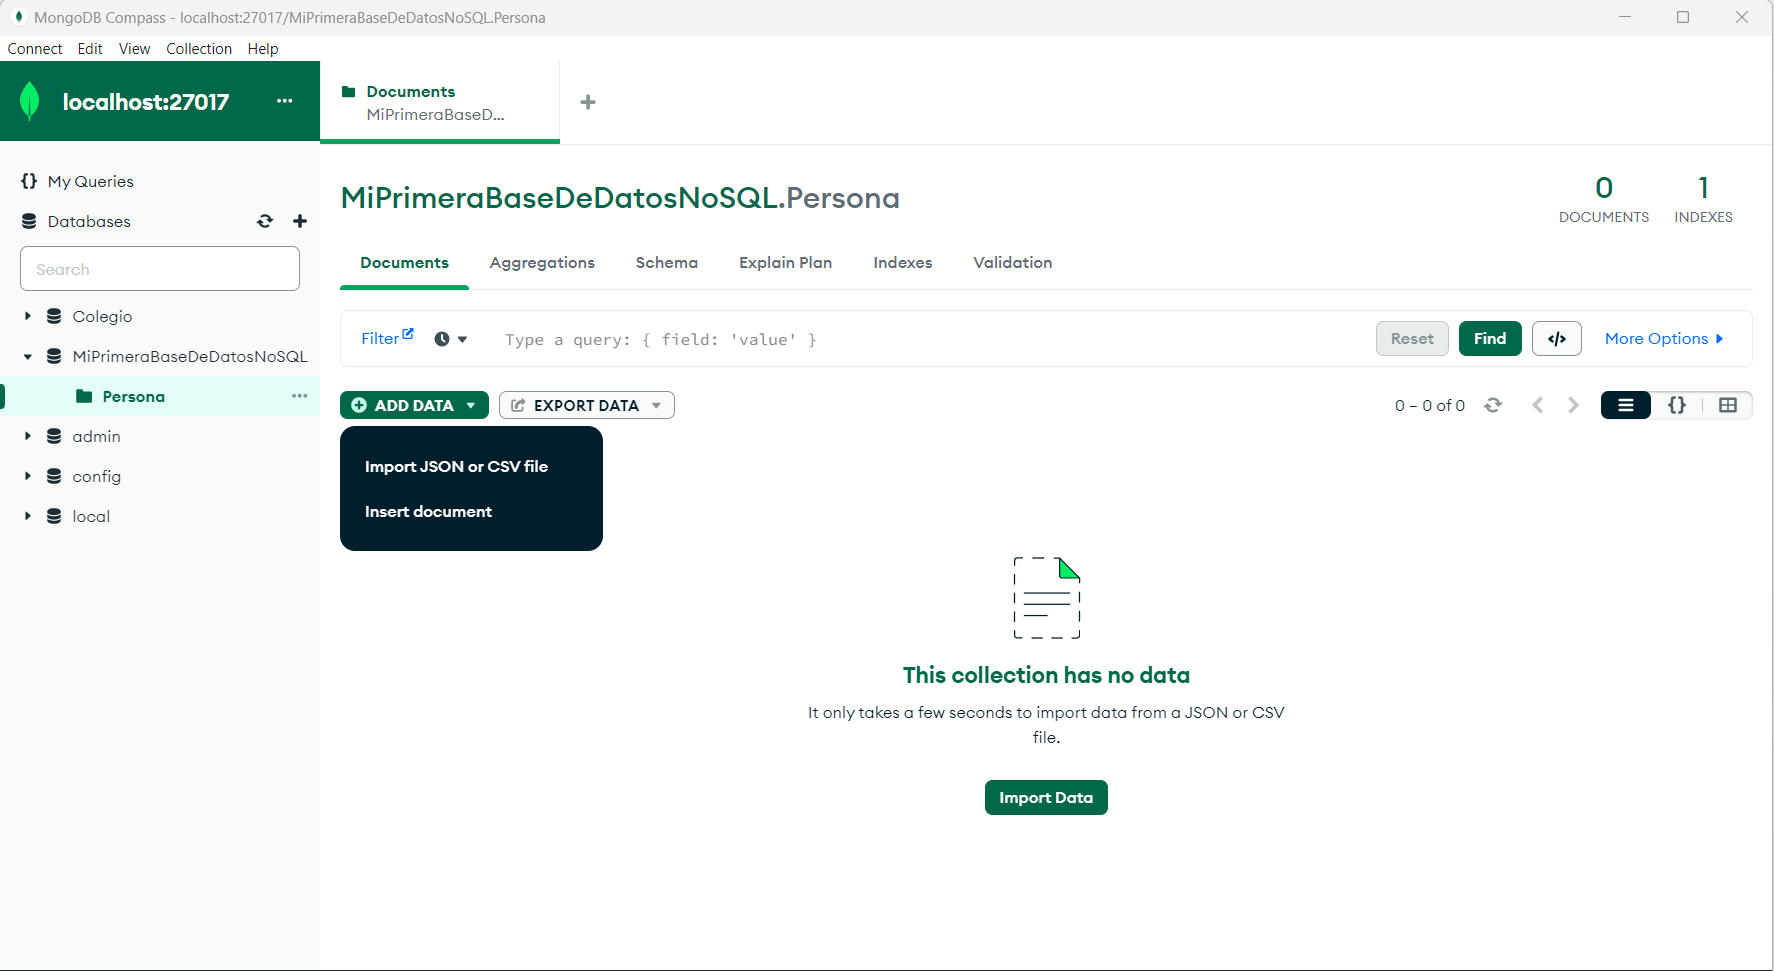 MongoDB Compass - localhost:27017/MiPrimeraBaseDeDatosNoSQL.Persona
Connect Edit View Collection Help
localhost:27017
Documents
MiPrimeraBaseD...
My Queries
Databases
Search
Colegio
MiPrimeraBaseDeDatosNoSQL
Persona
admin
config
local
MiPrimeraBaseDeDatosNoSQL.Persona
0
DOCUMENTS
1
INDEXES
Documents Aggregations Schema Explain Plan Indexes Validation
Filter Type a query: { field: 'value' } Reset Find </> More Options
ADD DATA EXPORT DATA 0 – 0 of 0 {}
Import JSON or CSV file
Insert document
This collection has no data
It only takes a few seconds to import data from a JSON or CSV
file.
Import Data